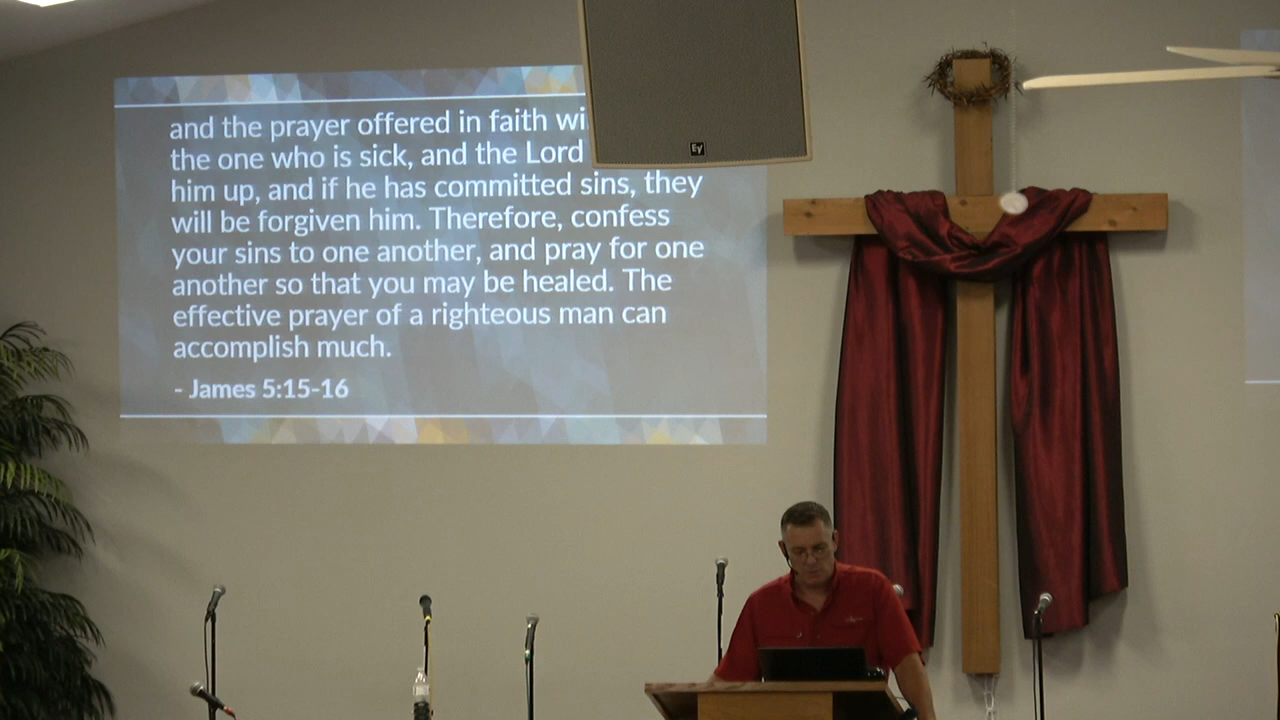 and the prayer offered in faith wi
the one who is sick, and the Lord
him up, and if he has committed sins, they
will be forgiven him. Therefore, confess
your sins to one another, and pray for one
another so that you may be healed. The
effective prayer of a righteous man can
accomplish much.
- James 5:15-16
EV